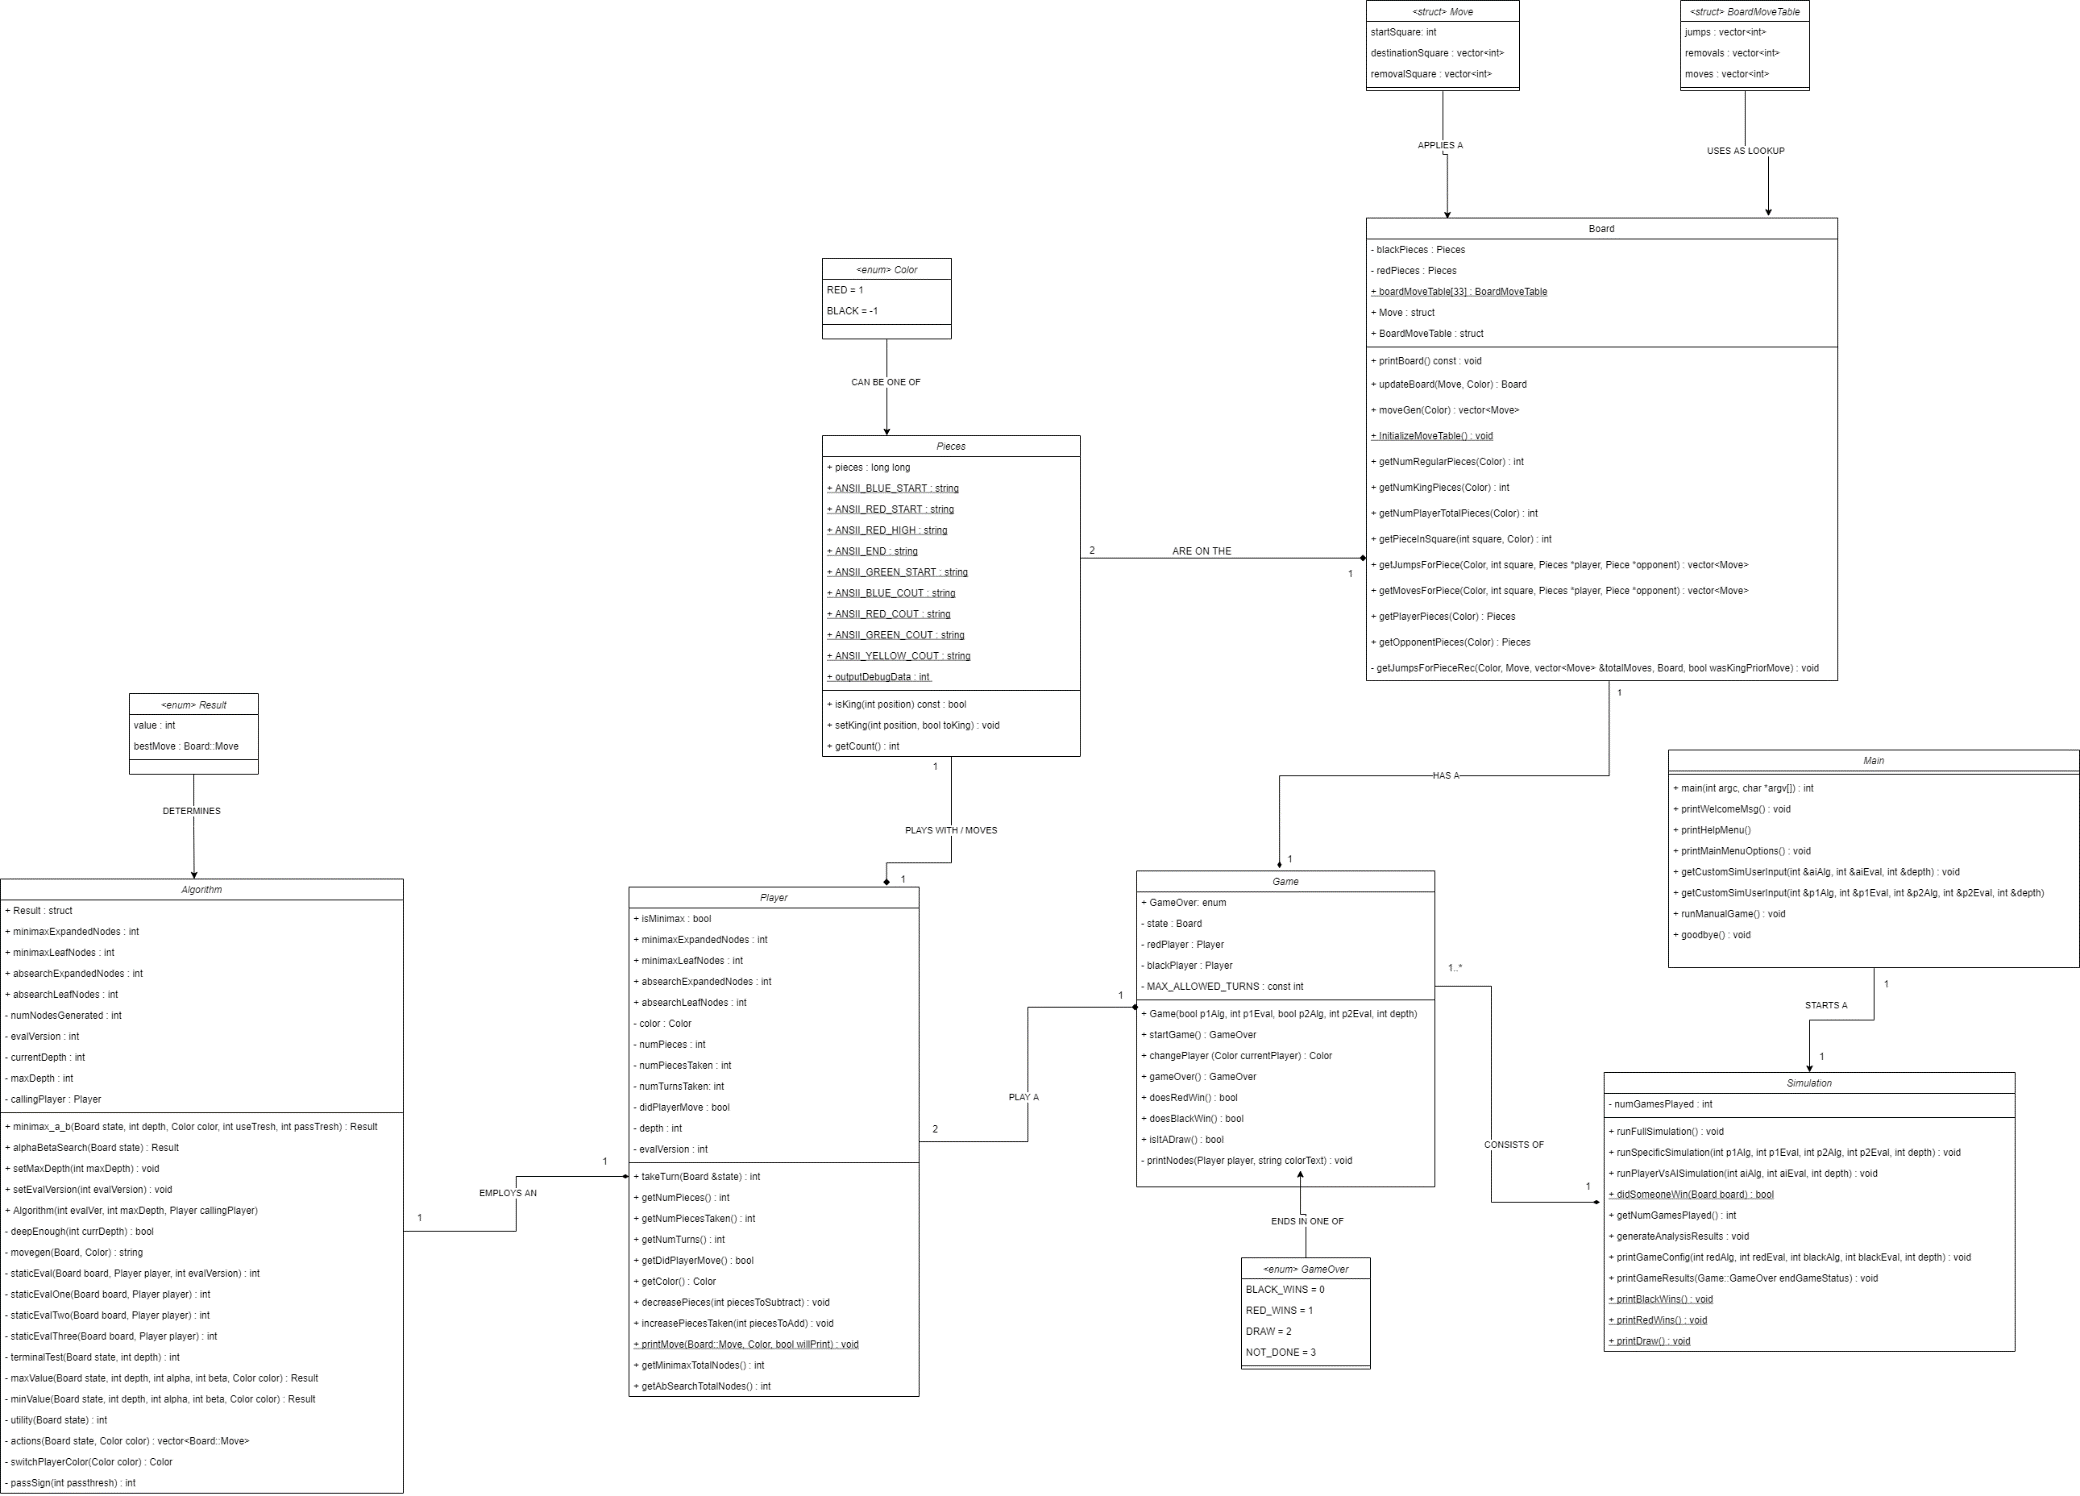 <struct> Move
startSquare: int
destinationSquare : vector<int>
removalSquare : vector<int>
<struct> BoardMoveTable
jumps : vector<int>
removals : vector<int>
moves : vector<int>
APPLIES A
USES AS LOOKUP
Board
- blackPieces : Pieces
- redPieces : Pieces
+ boardMoveTable[33] : BoardMoveTable
+ Move : struct
+ BoardMoveTable : struct
+ printBoard() const : void
+ updateBoard(Move, Color) : Board
+ moveGen(Color) : vector<Move>
+ InitializeMoveTable() : void
+ getNumRegularPieces(Color) : int
+ getNumKingPieces(Color) : int
+ getNumPlayerTotalPieces(Color) : int
+ getPieceInSquare(int square, Color) : int
+ getJumpsForPiece(Color, int square, Pieces *player, Piece *opponent) : vector<Move>
+ getMovesForPiece(Color, int square, Pieces *player, Piece *opponent) : vector<Move>
+ getPlayerPieces(Color) : Pieces
+ getOpponentPieces(Color) : Pieces
- getJumpsForPieceRec(Color, Move, vector<Move> &totalMoves, Board, bool wasKingPriorMove) : void
<enum> Color
RED = 1
BLACK = -1
CAN BE ONE OF
Pieces
+ pieces : long long
+ ANSII_BLUE_START : string
+ ANSII_RED_START : string
+ ANSII_RED_HIGH : string
+ ANSII_END : string
+ ANSII_GREEN_START : string
+ ANSII_BLUE_COUT : string
+ ANSII_RED_COUT : string
+ ANSII_GREEN_COUT : string
+ ANSII_YELLOW_COUT : string
+ outputDebugData : int
+ isKing(int position) const : bool
+ setKing(int position, bool toKing) : void
+ getCount() : int
2
ARE ON THE
1
1
PLAYS WITH / MOVES
1
1
HAS A
1
<enum> Result
value : int
bestMove : Board::Move
DETERMINES
Algorithm
+ Result : struct
+ minimaxExpandedNodes : int
+ minimaxLeafNodes : int
+ absearchExpandedNodes : int
+ absearchLeafNodes : int
- numNodesGenerated : int
- evalVersion : int
- currentDepth : int
- maxDepth : int
- callingPlayer : Player
+ minimax_a_b(Board state, int depth, Color color, int useTresh, int passTresh) : Result
+ alphaBetaSearch(Board state) : Result
+ setMaxDepth(int maxDepth) : void
+ setEvalVersion(int evalVersion) : void
+ Algorithm(int evalVer, int maxDepth, Player callingPlayer)
- deepEnough(int currDepth) : bool
- movegen(Board, Color) : string
- staticEval(Board board, Player player, int evalVersion) : int
- staticEvalOne(Board board, Player player) : int
- staticEvalTwo(Board board, Player player) : int
- staticEvalThree(Board board, Player player) : int
- terminalTest(Board state, int depth) : int
- maxValue(Board state, int depth, int alpha, int beta, Color color) : Result
- minValue(Board state, int depth, int alpha, int beta, Color color) : Result
- utility(Board state) : int
- actions(Board state, Color color) : vector<Board::Move>
- switchPlayerColor(Color color) : Color
- passSign(int passthresh) : int
1
EMPLOYS AN
1
Player
+ isMinimax : bool
+ minimaxExpandedNodes : int
+ minimaxLeafNodes : int
+ absearchExpandedNodes : int
+ absearchLeafNodes : int
- color : Color
- numPieces : int
- numPiecesTaken : int
- numTurnsTaken: int
- didPlayerMove : bool
- depth : int
- evalVersion : int
+ takeTurn(Board &state) : int
+ getNumPieces() : int
+ getNumPiecesTaken() : int
+ getNumTurns() : int
+ getDidPlayerMove() : bool
+ getColor() : Color
+ decreasePieces(int piecesToSubtract) : void
+ increasePiecesTaken(int piecesToAdd) : void
+ printMove(Board::Move, Color, bool willPrint) : void
+ getMinimaxTotalNodes() : int
+ getAbSearchTotalNodes() : int
2
PLAY A
1
Game
+ GameOver: enum
- state : Board
- redPlayer : Player
- blackPlayer : Player
- MAX_ALLOWED_TURNS : const int
+ Game(bool p1Alg, int p1Eval, bool p2Alg, int p2Eval, int depth)
+ startGame() : GameOver
+ changePlayer (Color currentPlayer) : Color
+ gameOver() : GameOver
+ doesRedWin() : bool
+ doesBlackWin() : bool
+ isItADraw() : bool
- printNodes(Player player, string colorText) : void
ENDS IN ONE OF
<enum> GameOver
BLACK_WINS = 0
RED_WINS = 1
DRAW = 2
NOT_DONE = 3
1..*
CONSISTS OF
1
Main
+ main(int argc, char *argv[]) : int
+ printWelcomeMsg() : void
+ printHelpMenu()
+ printMainMenuOptions() : void
+ getCustomSimUserInput(int &aiAlg, int &aiEval, int &depth) : void
+ getCustomSimUserInput(int &p1Alg, int &p1Eval, int &p2Alg, int &p2Eval, int &depth)
+ runManualGame() : void
+ goodbye() : void
1
STARTS A
1
Simulation
- numGamesPlayed : int
+ runFullSimulation() : void
+ runSpecificSimulation(int p1Alg, int p1Eval, int p2Alg, int p2Eval, int depth) : void
+ runPlayerVsAISimulation(int aiAlg, int aiEval, int depth) : void
+ didSomeoneWin(Board board) : bool
+ getNumGamesPlayed() : int
+ generateAnalysisResults : void
+ printGameConfig(int redAlg, int redEval, int blackAlg, int blackEval, int depth) : void
+ printGameResults(Game::GameOver endGameStatus) : void
+ printBlackWins() : void
+ printRedWins() : void
+ printDraw() : void